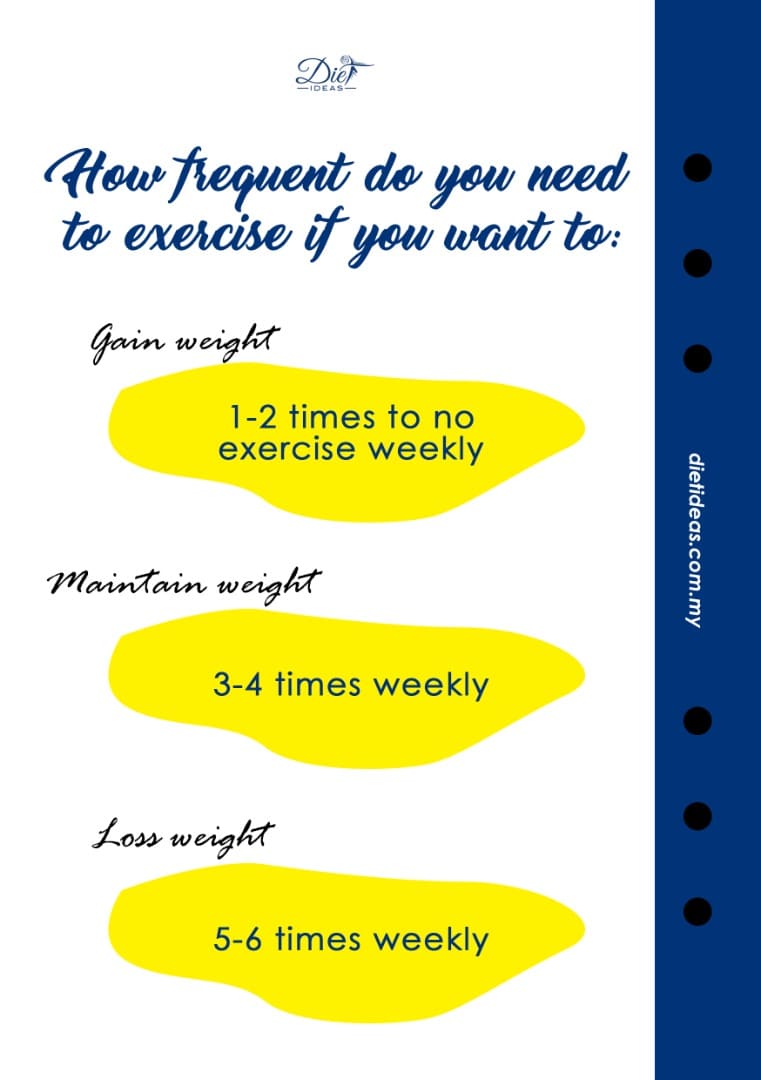 Diet
IDEAS
How frequent do you need
to exercise if you want to:
Gain weight
1-2 times to no
exercise weekly
Maintain weight
3-4 times weekly
Loss weight
5-6 times weekly
dietideas.com.my